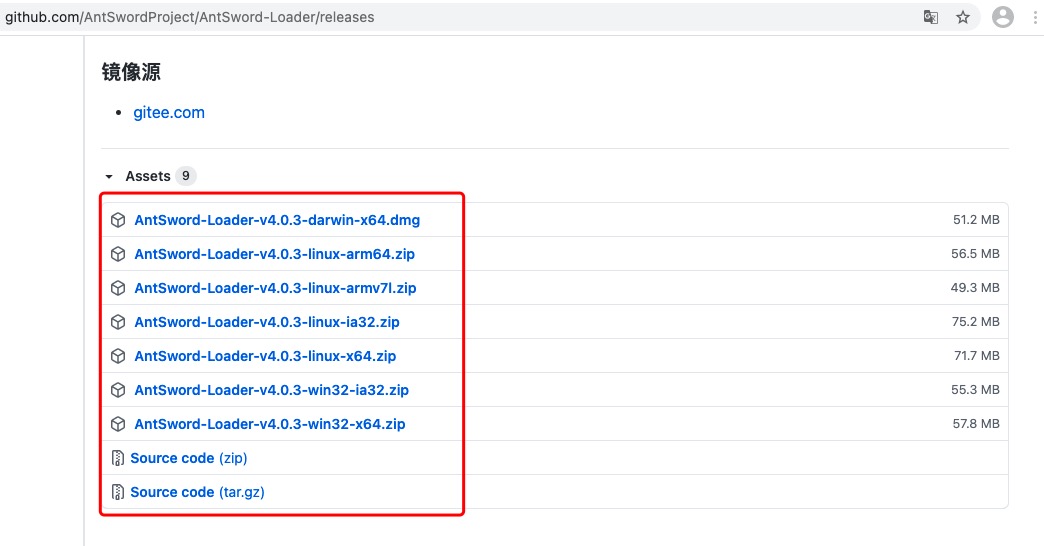 github.com/AntSwordProject/AntSword-Loader/releases
镜像源
• gitee.com
Assets 9
AntSword-Loader-v4.0.3-darwin-x64.dmg 51.2 MB
AntSword-Loader-v4.0.3-linux-arm64.zip 56.5 MB
AntSword-Loader-v4.0.3-linux-armv7l.zip 49.3 MB
AntSword-Loader-v4.0.3-linux-ia32.zip 75.2 MB
AntSword-Loader-v4.0.3-linux-x64.zip 71.7 MB
AntSword-Loader-v4.0.3-win32-ia32.zip 55.3 MB
AntSword-Loader-v4.0.3-win32-x64.zip 57.8 MB
Source code (zip)
Source code (tar.gz)